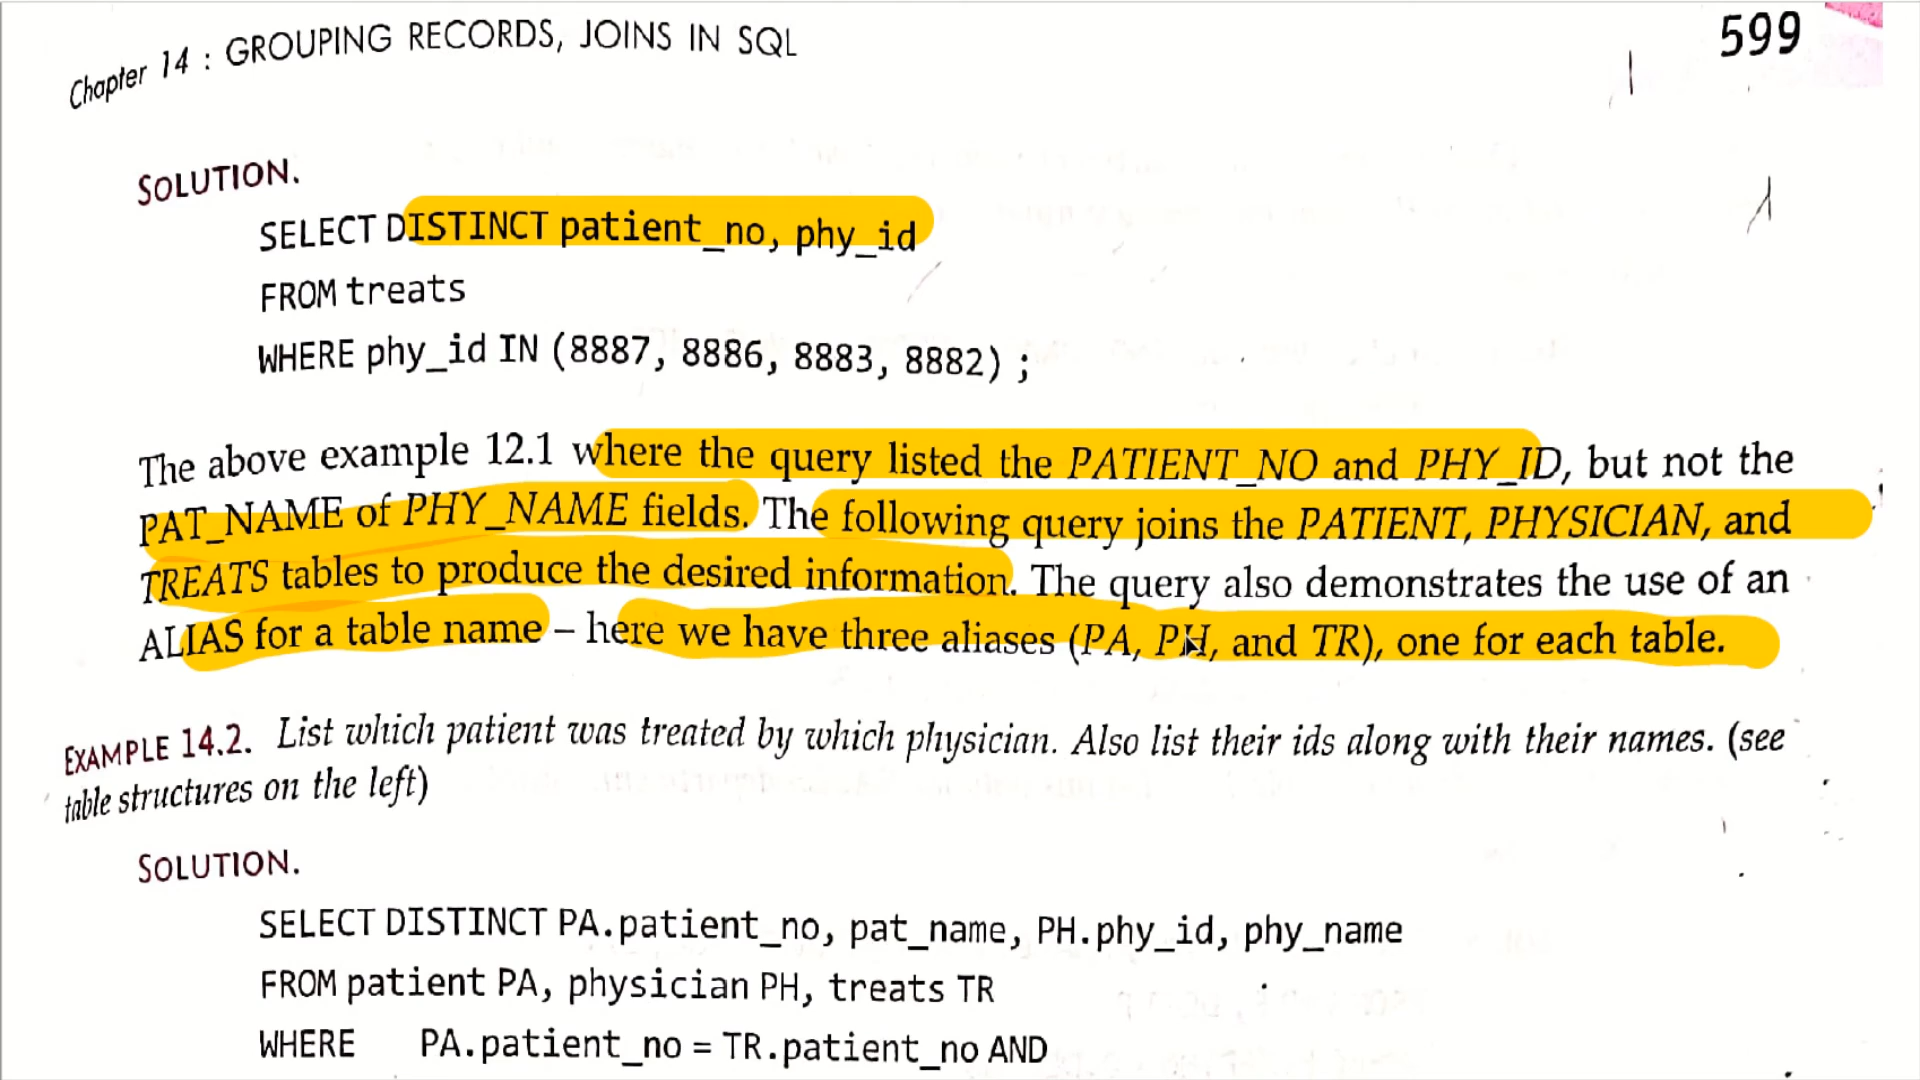 Chapter 14 : GROUPING RECORDS, JOINS IN SQL
599
SOLUTION.
SELECT DISTINCT patient_no, phy_id
FROM treats
WHERE phy_id IN (8887, 8886, 8883, 8882) ;
The above example 12.1 where the query listed the PATIENT_NO and PHY_ID, but not the
PAT_NAME of PHY_NAME fields. The following query joins the PATIENT, PHYSICIAN, and
TREATS tables to produce the desired information. The query also demonstrates the use of an
ALIAS for a table name – here we have three aliases (PA, PH, and TR), one for each table.
EXAMPLE 14.2. List which patient was treated by which physician. Also list their ids along with their names. (see
table structures on the left)
SOLUTION.
SELECT DISTINCT PA.patient_no, pat_name, PH.phy_id, phy_name
FROM patient PA, physician PH, treats TR
WHERE PA.patient_no = TR.patient_no AND